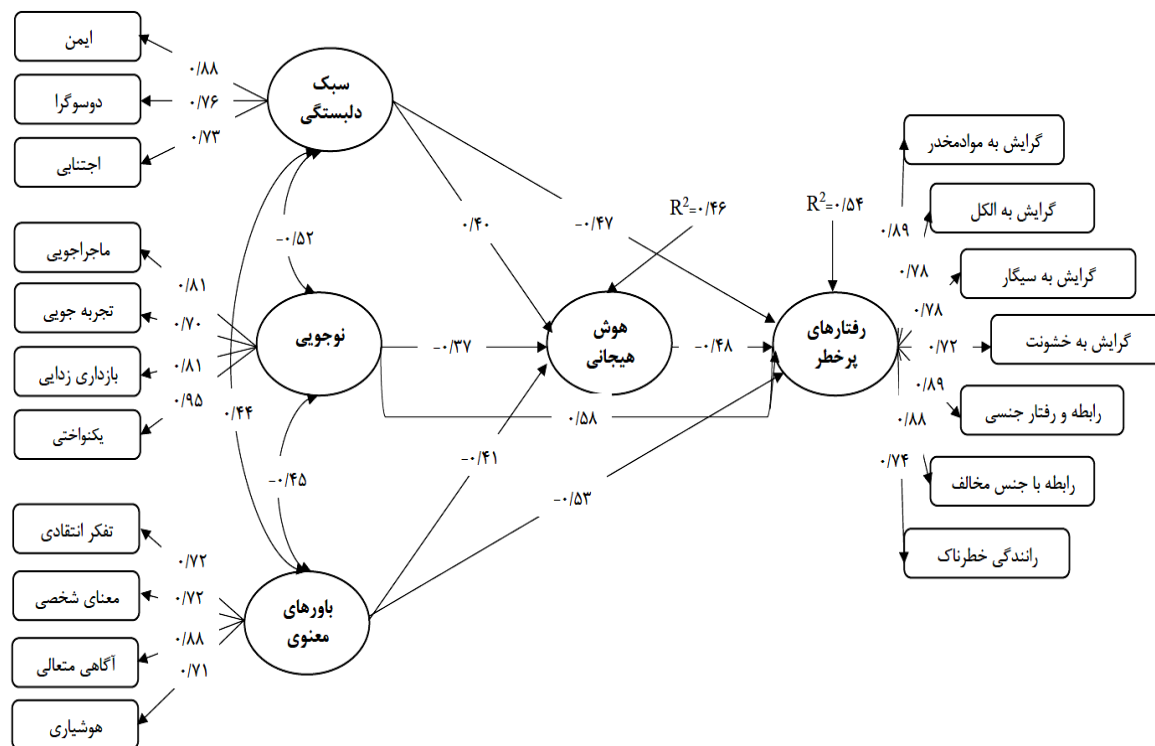 ایمن
۰/۸۸
دوسوگرا
۰/۷۶
اجتنابی
۰/۷۳
سبک
دلبستگی
ماجراجویی
۰/۸۱
تجربه جویی
۰/۷۰
بازداری زدایی
۰/۸۱
یکنواختی
۰/۹۵
نوجویی
تفکر انتقادی
۰/۷۲
معنای شخصی
۰/۷۲
آگاهی متعالی
۰/۸۸
هوشیاری
۰/۷۱
باورهای
معنوی
−۰/۵۲
۰/۴۴
−۰/۴۵
۰/۴۰
−۰/۴۷
−۰/۳۷
۰/۵۸
−۰/۴۱
−۰/۵۳
R²=۰/۴۶
هوش
هیجانی
−۰/۴۸
R²=۰/۵۴
رفتارهای
پرخطر
گرایش به موادمخدر
۰/۸۹
گرایش به الکل
۰/۷۸
گرایش به سیگار
۰/۷۸
گرایش به خشونت
۰/۷۲
رابطه و رفتار جنسی
۰/۸۹
رابطه با جنس مخالف
۰/۸۸
رانندگی خطرناک
۰/۷۴